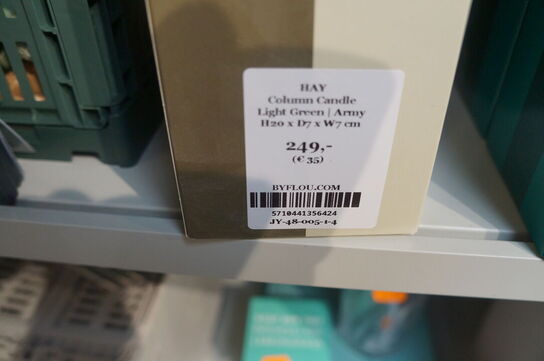 HAY
Column Candle
Light Green | Army
H20 x D7 x W7 cm
249,-
(€ 35)
BYFLOU.COM
5710441356424
JY-48-005-1-4